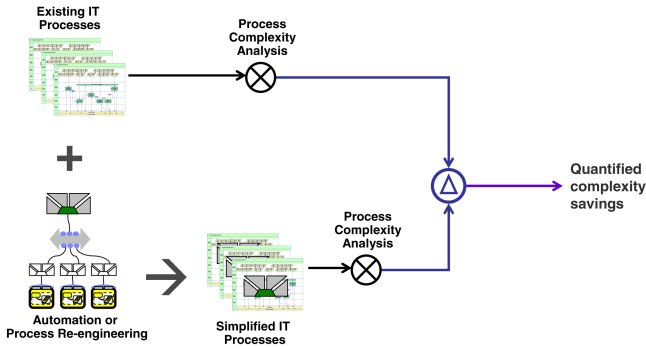 Existing IT
Processes
Process
Complexity
Analysis
Δ
Quantified
complexity
savings
Process
Complexity
Analysis
Automation or
Process Re-engineering
Simplified IT
Processes